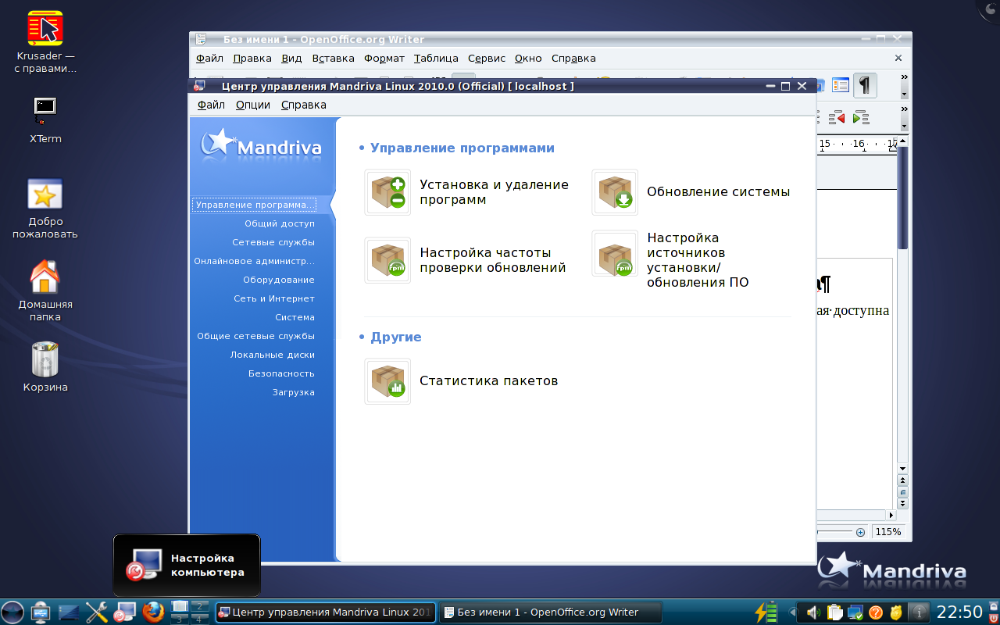 Krusader —
с правами...
XTerm
Добро
пожаловать
Домашняя
папка
Корзина
Без имени 1 - OpenOffice.org Writer
Файл Правка Вид Вставка Формат Таблица Сервис Окно Справка
Центр управления Mandriva Linux 2010.0 (Official) [ localhost ]
Файл Опции Справка
Mandriva
Управление программа...
Общий доступ
Сетевые службы
Онлайновое администр...
Оборудование
Сеть и Интернет
Система
Общие сетевые службы
Локальные диски
Безопасность
Загрузка
• Управление программами
Установка и удаление
программ
Обновление системы
Настройка частоты
проверки обновлений
rpm
Настройка
источников
установки/
обновления ПО
rpm
• Другие
Статистика пакетов
15 · 16 · 17
а¶
ая·доступна
115%
Mandriva
Настройка
компьютера
2
3 4
Центр управления Mandriva Linux 201
Без имени 1 - OpenOffice.org Writer
22:50